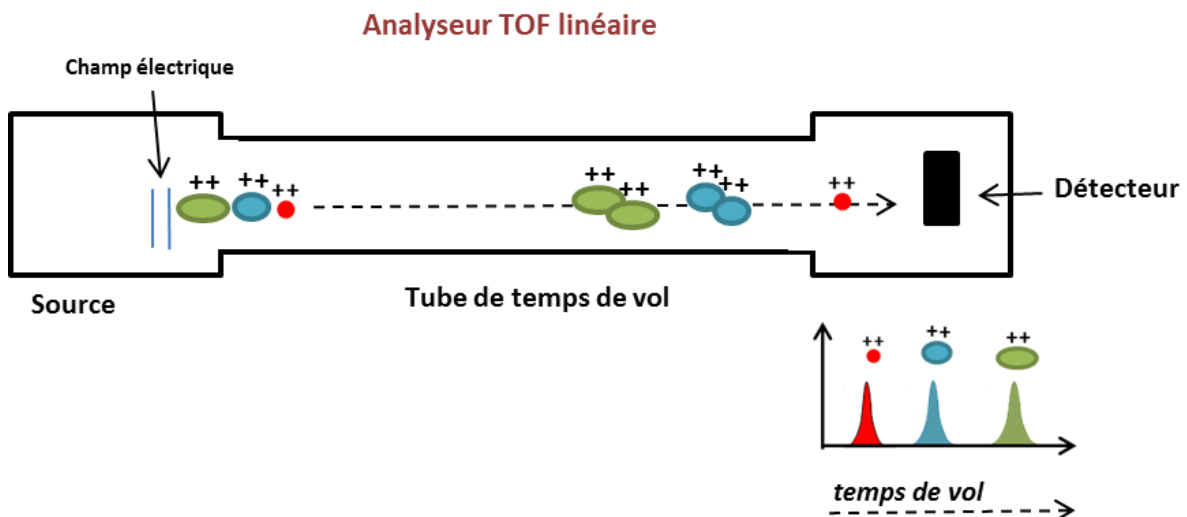 Analyseur TOF linéaire
Champ électrique
++ ++ ++
++ ++
++ ++
++
Détecteur
Source
Tube de temps de vol
++ ++ ++
temps de vol